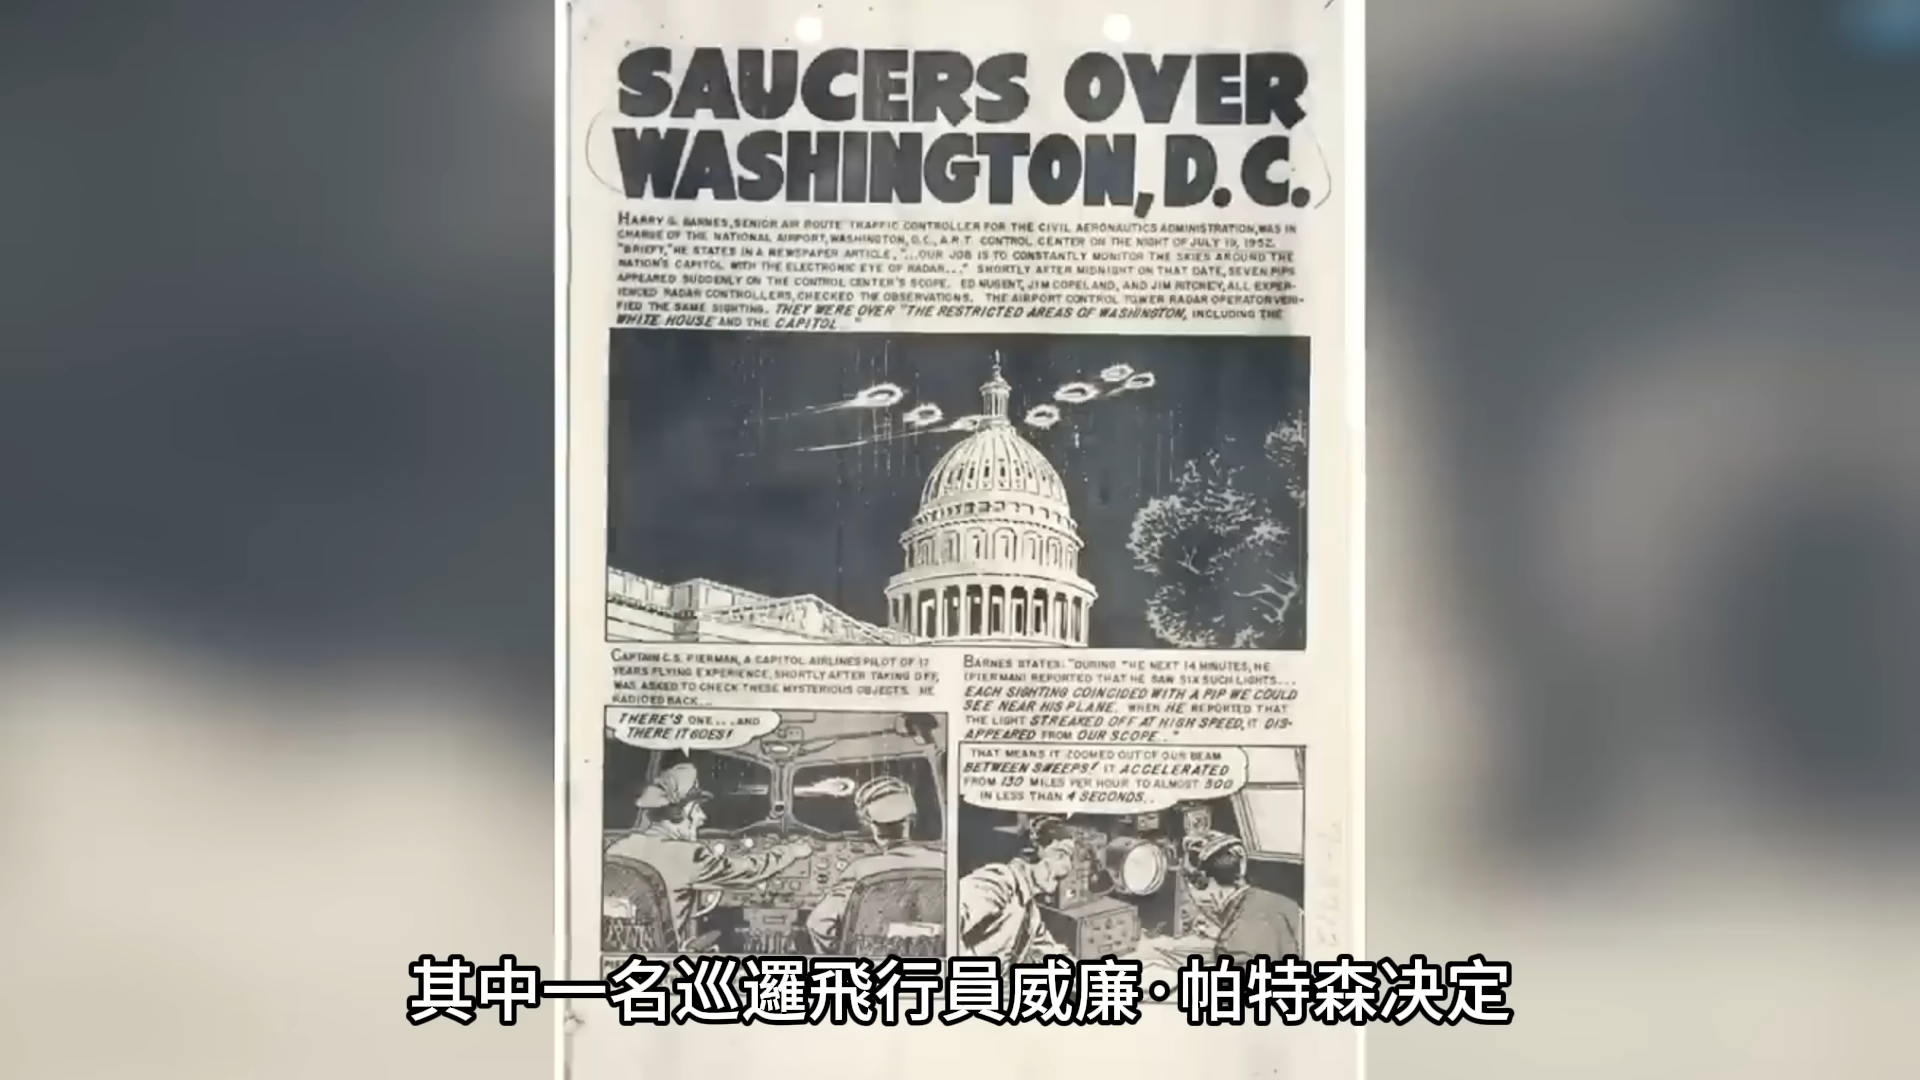 SAUCERS OVER
WASHINGTON, D.C.
HARRY G. BARNES, SENIOR AIR ROUTE TRAFFIC CONTROLLER FOR THE CIVIL AERONAUTICS ADMINISTRATION, WAS IN
CHARGE OF THE NATIONAL AIRPORT, WASHINGTON, D.C., A.R.T. CONTROL CENTER ON THE NIGHT OF JULY 19, 1952.
"BRIEFLY," HE STATES IN A NEWSPAPER ARTICLE, "...OUR JOB IS TO CONSTANTLY MONITOR THE SKIES AROUND THE
NATION'S CAPITOL WITH THE ELECTRONIC EYE OF RADAR..." SHORTLY AFTER MIDNIGHT ON THAT DATE, SEVEN PIPS
APPEARED SUDDENLY ON THE CONTROL CENTER'S SCOPE. ED NUGENT, JIM COPELAND, AND JIM RITCHEY, ALL EXPER-
IENCED RADAR CONTROLLERS, CHECKED THE OBSERVATIONS. THE AIRPORT CONTROL TOWER RADAR OPERATOR VERI-
FIED THE SAME SIGHTING. THEY WERE OVER "THE RESTRICTED AREAS OF WASHINGTON, INCLUDING THE
WHITE HOUSE AND THE CAPITOL..."
CAPTAIN C.S. PIERMAN, A CAPITOL AIRLINES PILOT OF 17
YEARS FLYING EXPERIENCE, SHORTLY AFTER TAKING OFF,
WAS ASKED TO CHECK THESE MYSTERIOUS OBJECTS. HE
RADIOED BACK...
THERE'S ONE... AND
THERE IT GOES!
BARNES STATES: "DURING THE NEXT 14 MINUTES, HE
(PIERMAN) REPORTED THAT HE SAW SIX SUCH LIGHTS...
EACH SIGHTING COINCIDED WITH A PIP WE COULD
SEE NEAR HIS PLANE. WHEN HE REPORTED THAT
THE LIGHT STREAKED OFF AT HIGH SPEED, IT DIS-
APPEARED FROM OUR SCOPE..."
THAT MEANS IT ZOOMED OUT OF OUR BEAM
BETWEEN SWEEPS! IT ACCELERATED
FROM 130 MILES PER HOUR TO ALMOST 500
IN LESS THAN 4 SECONDS..
其中一名巡邏飛行員威廉·帕特森決定